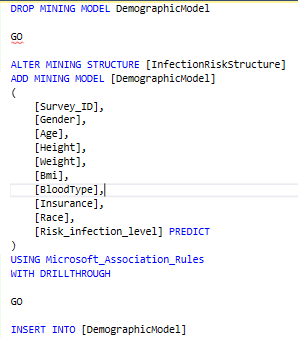 DROP MINING MODEL DemographicModel
GO
ALTER MINING STRUCTURE [InfectionRiskStructure]
ADD MINING MODEL [DemographicModel]
(
[Survey_ID],
[Gender],
[Age],
[Height],
[Weight],
[Bmi],
[BloodType],
[Insurance],
[Race],
[Risk_infection_level] PREDICT
)
USING Microsoft_Association_Rules
WITH DRILLTHROUGH
GO
INSERT INTO [DemographicModel]